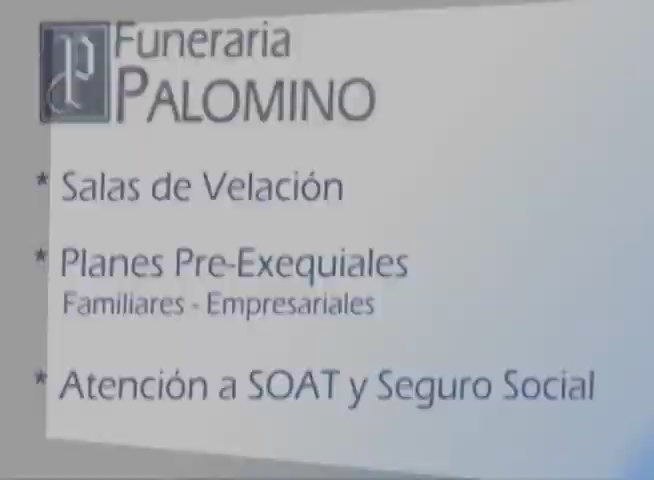 P Funeraria
PALOMINO
* Salas de Velación
* Planes Pre-Exequiales
Familiares - Empresariales
* Atención a SOAT y Seguro Social